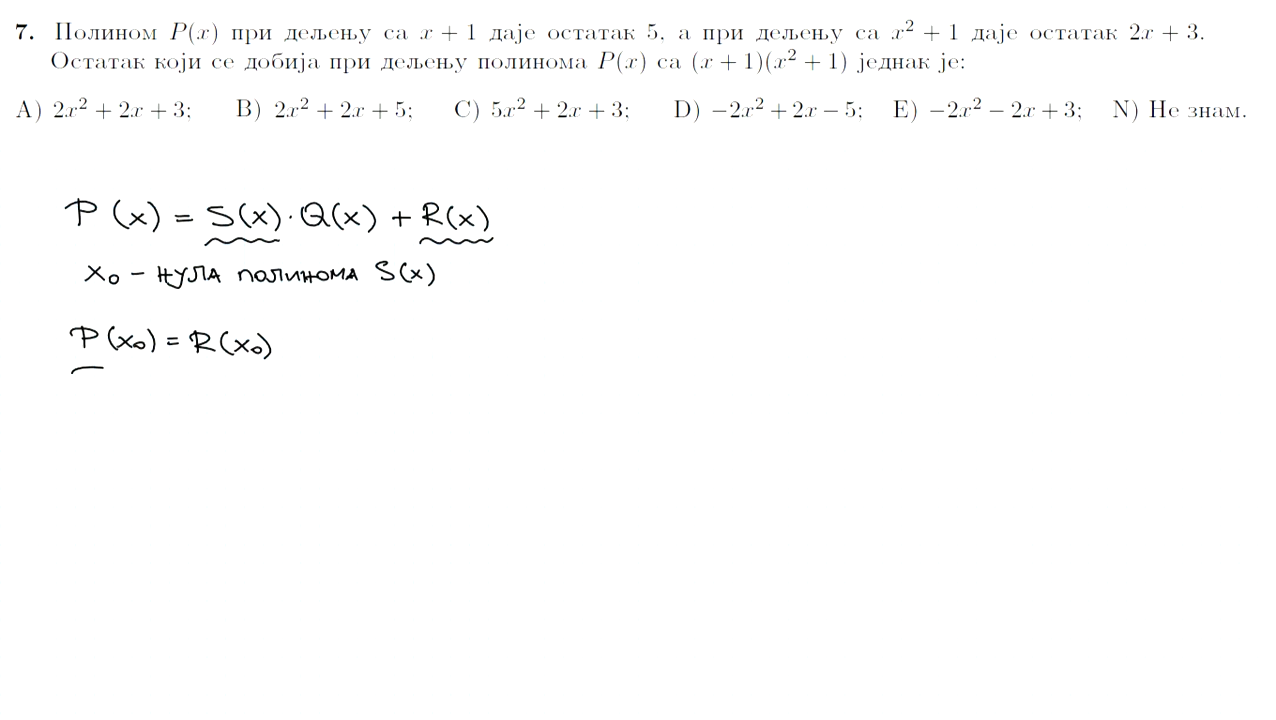 7. Полином P(x) при дељењу са x + 1 даје остатак 5, а при дељењу са x² + 1 даје остатак 2x + 3.
Остатак који се добија при дељењу полинома P(x) са (x + 1)(x² + 1) једнак је:
A) 2x² + 2x + 3; B) 2x² + 2x + 5; C) 5x² + 2x + 3; D) −2x² + 2x − 5; E) −2x² − 2x + 3; N) Не знам.
P(x) = S(x) · Q(x) + R(x)
x₀ – нула полинома S(x)
P(x₀) = R(x₀)